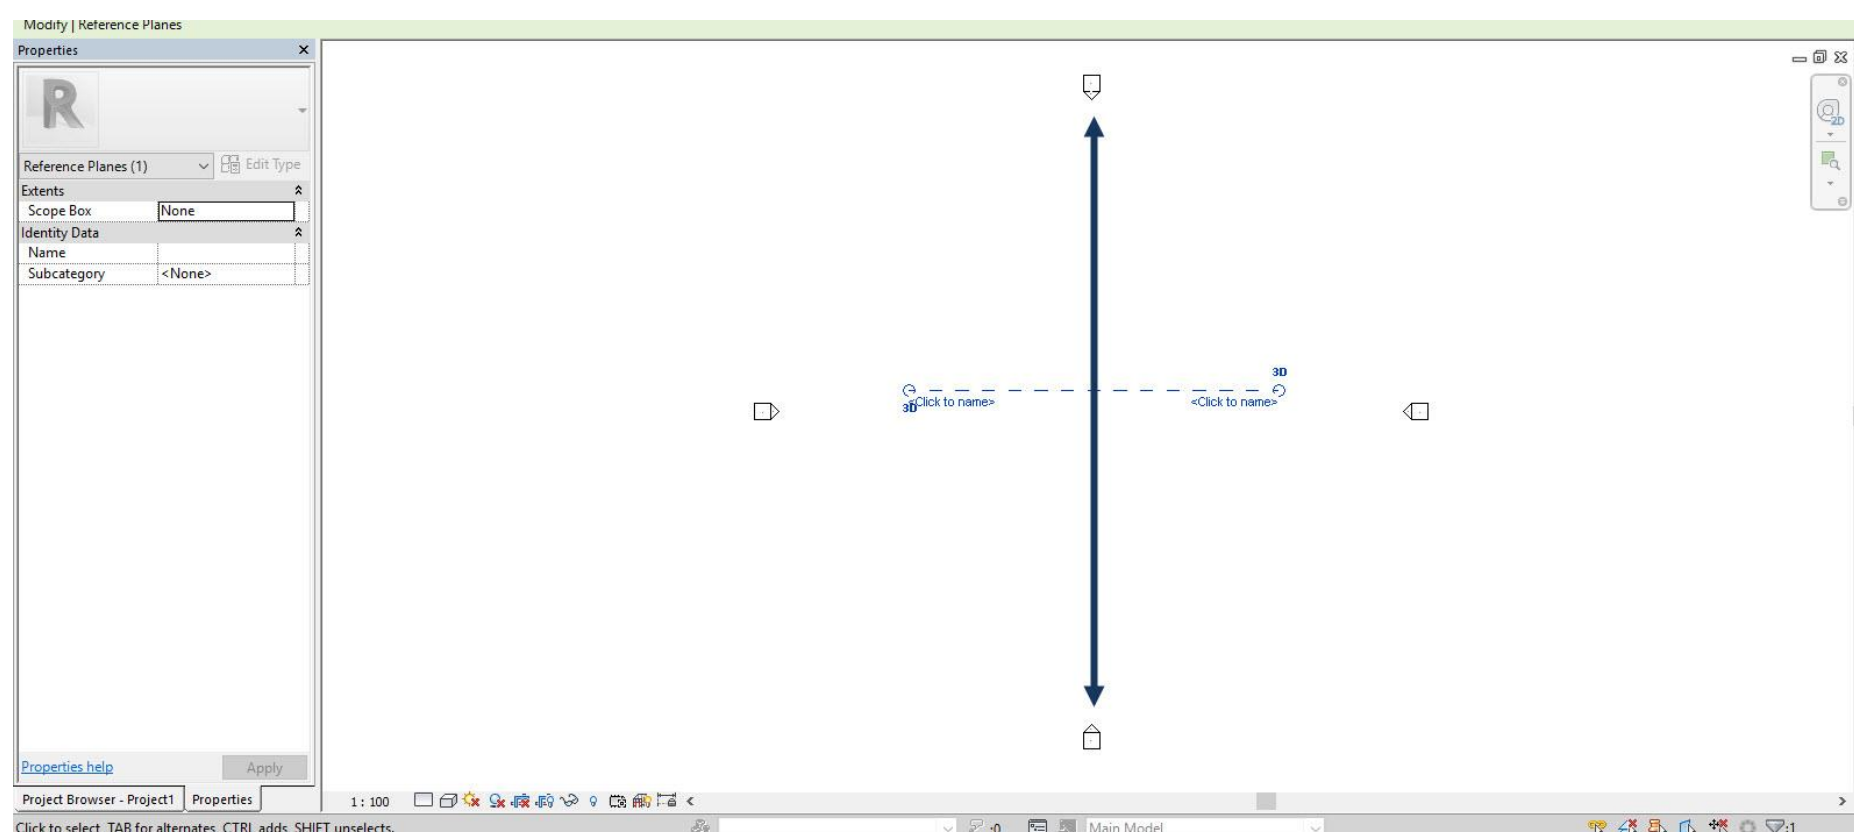 Modify | Reference Planes
Properties
R
Reference Planes (1)
Edit Type
Extents
Scope Box None
Identity Data
Name
Subcategory <None>
2D
3D
<Click to name> <Click to name>
3D
Properties help Apply
Project Browser - Project1 Properties
1 : 100
Click to select, TAB for alternates, CTRL adds, SHIFT unselects.
:0 Main Model :1